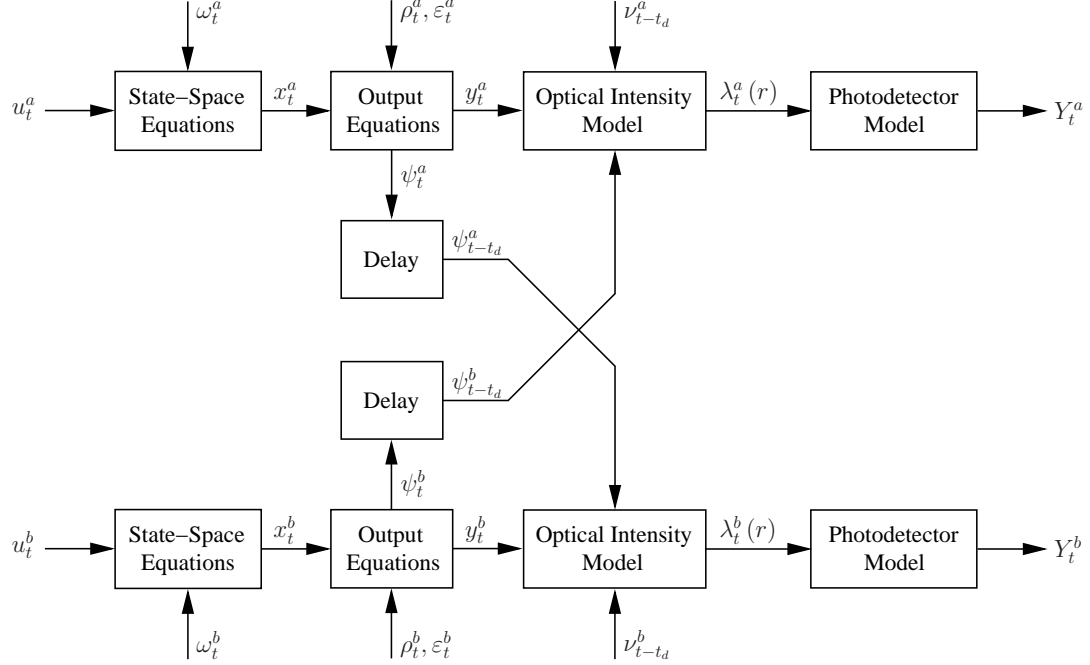 ω_t^a
ρ_t^a, ε_t^a
ν_{t−t_d}^a
u_t^a
State−Space
Equations
x_t^a
Output
Equations
y_t^a
Optical Intensity
Model
λ_t^a (r)
Photodetector
Model
Y_t^a
ψ_t^a
Delay
ψ_{t−t_d}^a
Delay
ψ_{t−t_d}^b
ψ_t^b
u_t^b
State−Space
Equations
x_t^b
Output
Equations
y_t^b
Optical Intensity
Model
λ_t^b (r)
Photodetector
Model
Y_t^b
ω_t^b
ρ_t^b, ε_t^b
ν_{t−t_d}^b